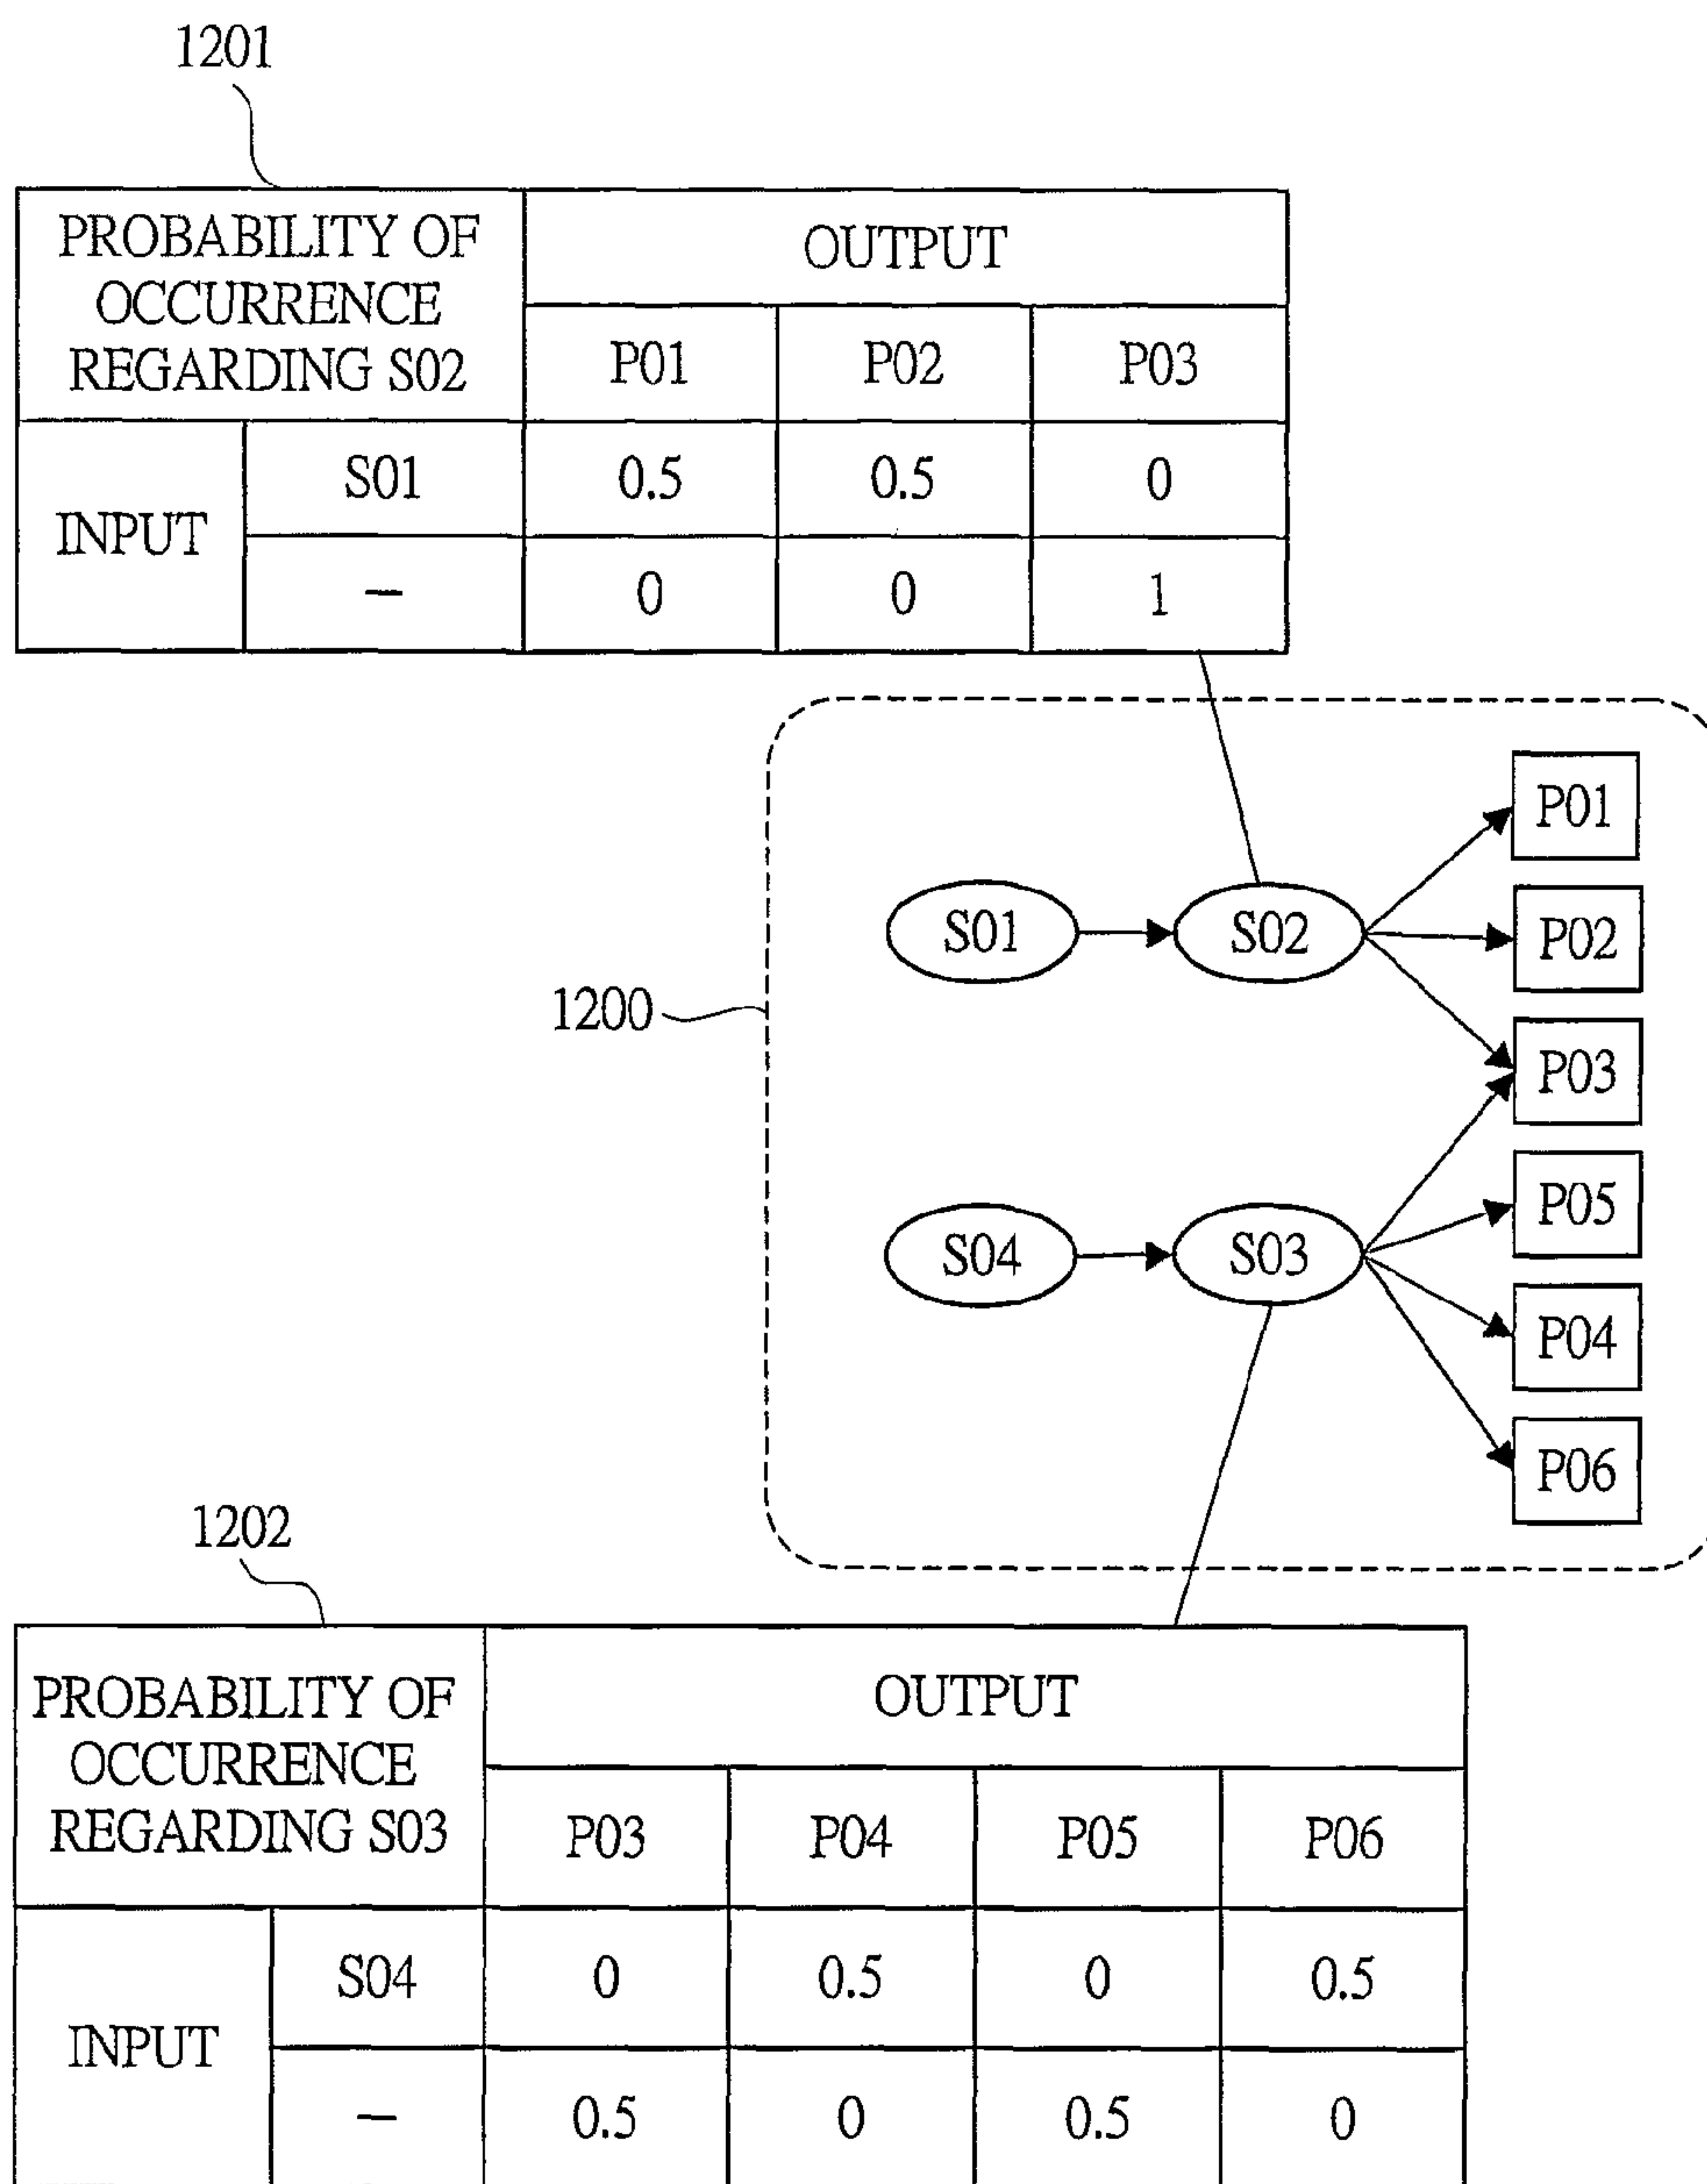 1201
PROBABILITY OF
OCCURRENCE
REGARDING S02
OUTPUT
P01 P02 P03
INPUT
S01 0.5 0.5 0
– 0 0 1
1200
S01 S02
P01
P02
P03
S04 S03
P05
P04
P06
1202
PROBABILITY OF
OCCURRENCE
REGARDING S03
OUTPUT
P03 P04 P05 P06
INPUT
S04 0 0.5 0 0.5
– 0.5 0 0.5 0